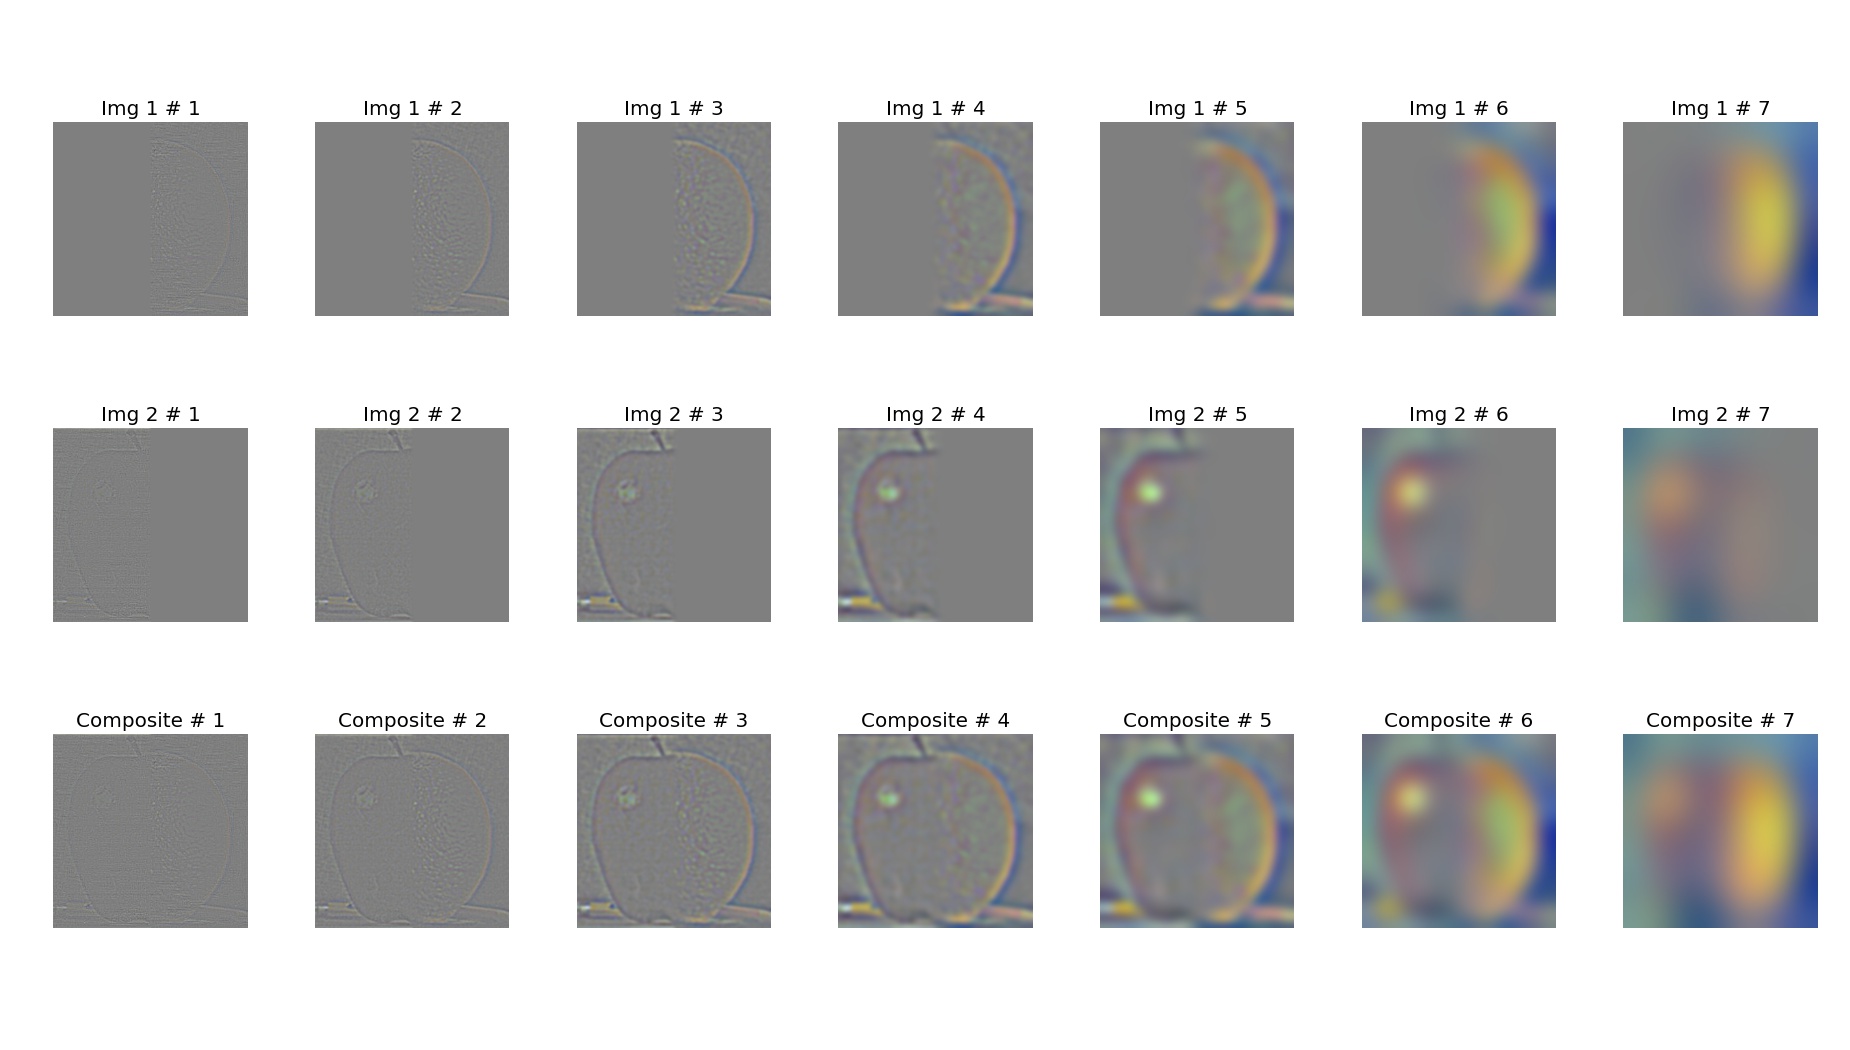 Img 1 # 1
Img 1 # 2
Img 1 # 3
Img 1 # 4
Img 1 # 5
Img 1 # 6
Img 1 # 7
Img 2 # 1
Img 2 # 2
Img 2 # 3
Img 2 # 4
Img 2 # 5
Img 2 # 6
Img 2 # 7
Composite # 1
Composite # 2
Composite # 3
Composite # 4
Composite # 5
Composite # 6
Composite # 7